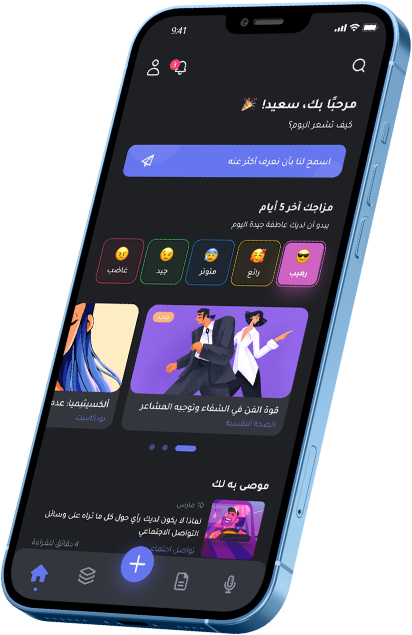 9:41
مرحبًا بك، سعيد! 🎉
كيف تشعر اليوم؟
اسمح لنا بأن نعرف أكثر عنه
مزاجك آخر 5 أيام
يبدو أن لديك عاطفة جيدة اليوم
رهيب
رائع
متوتر
جيد
غاضب
جديد
قوة الفن في الشفاء وتوجيه المشاعر
الصحة النفسية
ألكسيثيميا: عدم
بودكاست
موصى به لك
10 مارس
لماذا لا يكون لديك رأي حول كل ما تراه على وسائل
التواصل الاجتماعي
تواصل اجتماعي
4 دقائق للقراءة